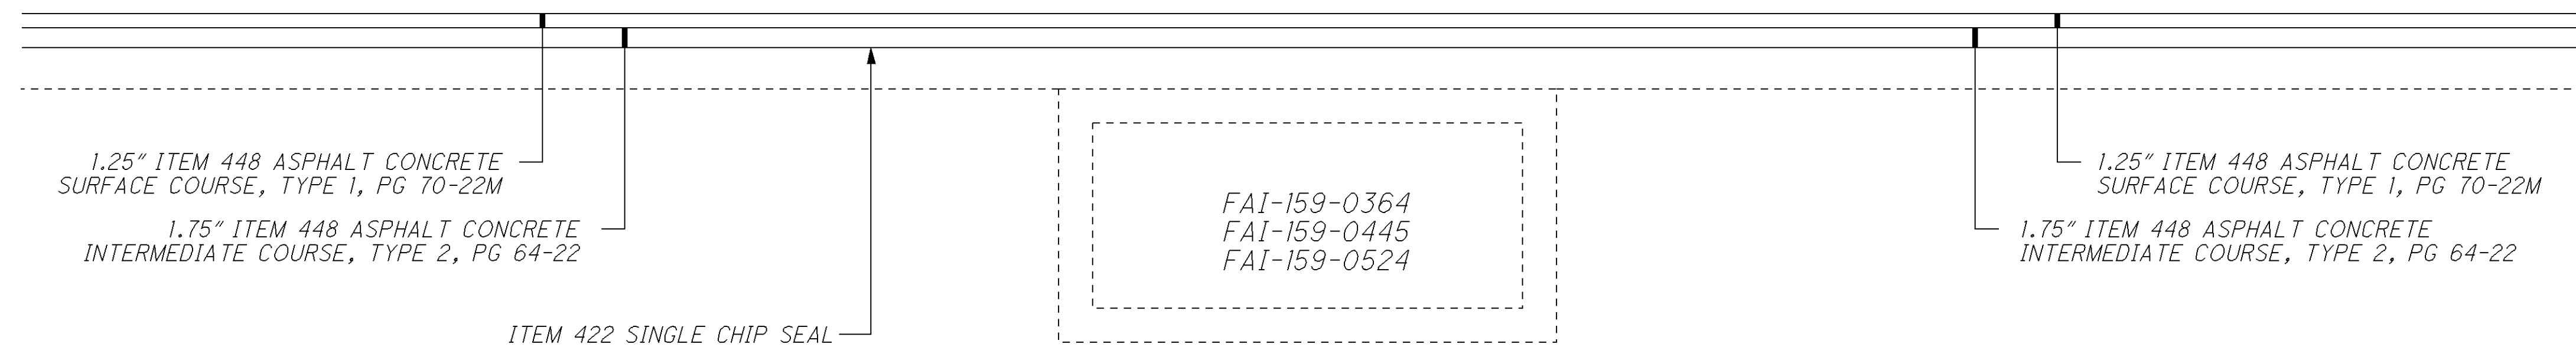 1.25" ITEM 448 ASPHALT CONCRETE
SURFACE COURSE, TYPE 1, PG 70-22M
1.75" ITEM 448 ASPHALT CONCRETE
INTERMEDIATE COURSE, TYPE 2, PG 64-22
ITEM 422 SINGLE CHIP SEAL
FAI-159-0364
FAI-159-0445
FAI-159-0524
1.25" ITEM 448 ASPHALT CONCRETE
SURFACE COURSE, TYPE 1, PG 70-22M
1.75" ITEM 448 ASPHALT CONCRETE
INTERMEDIATE COURSE, TYPE 2, PG 64-22